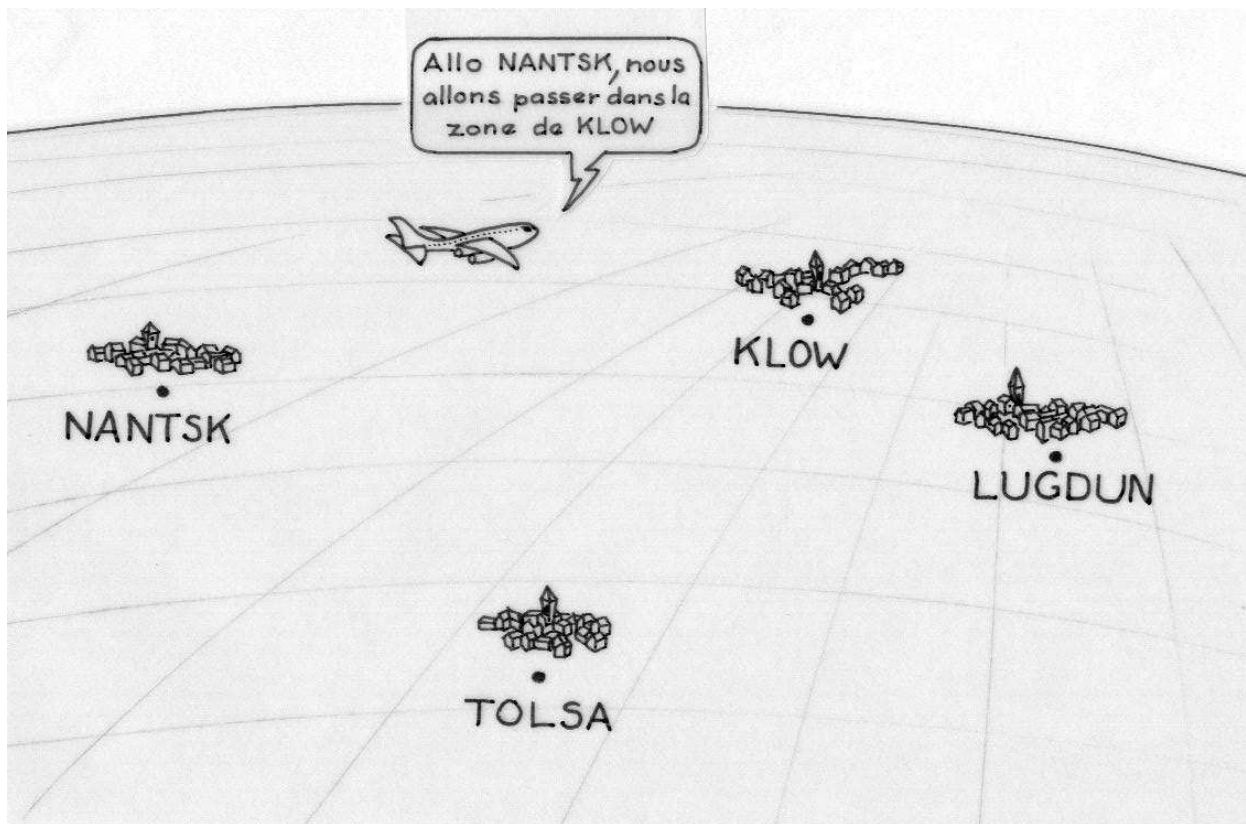 Allo NANTSK, nous
allons passer dans la
zone de KLOW
KLOW
NANTSK
LUGDUN
TOLSA